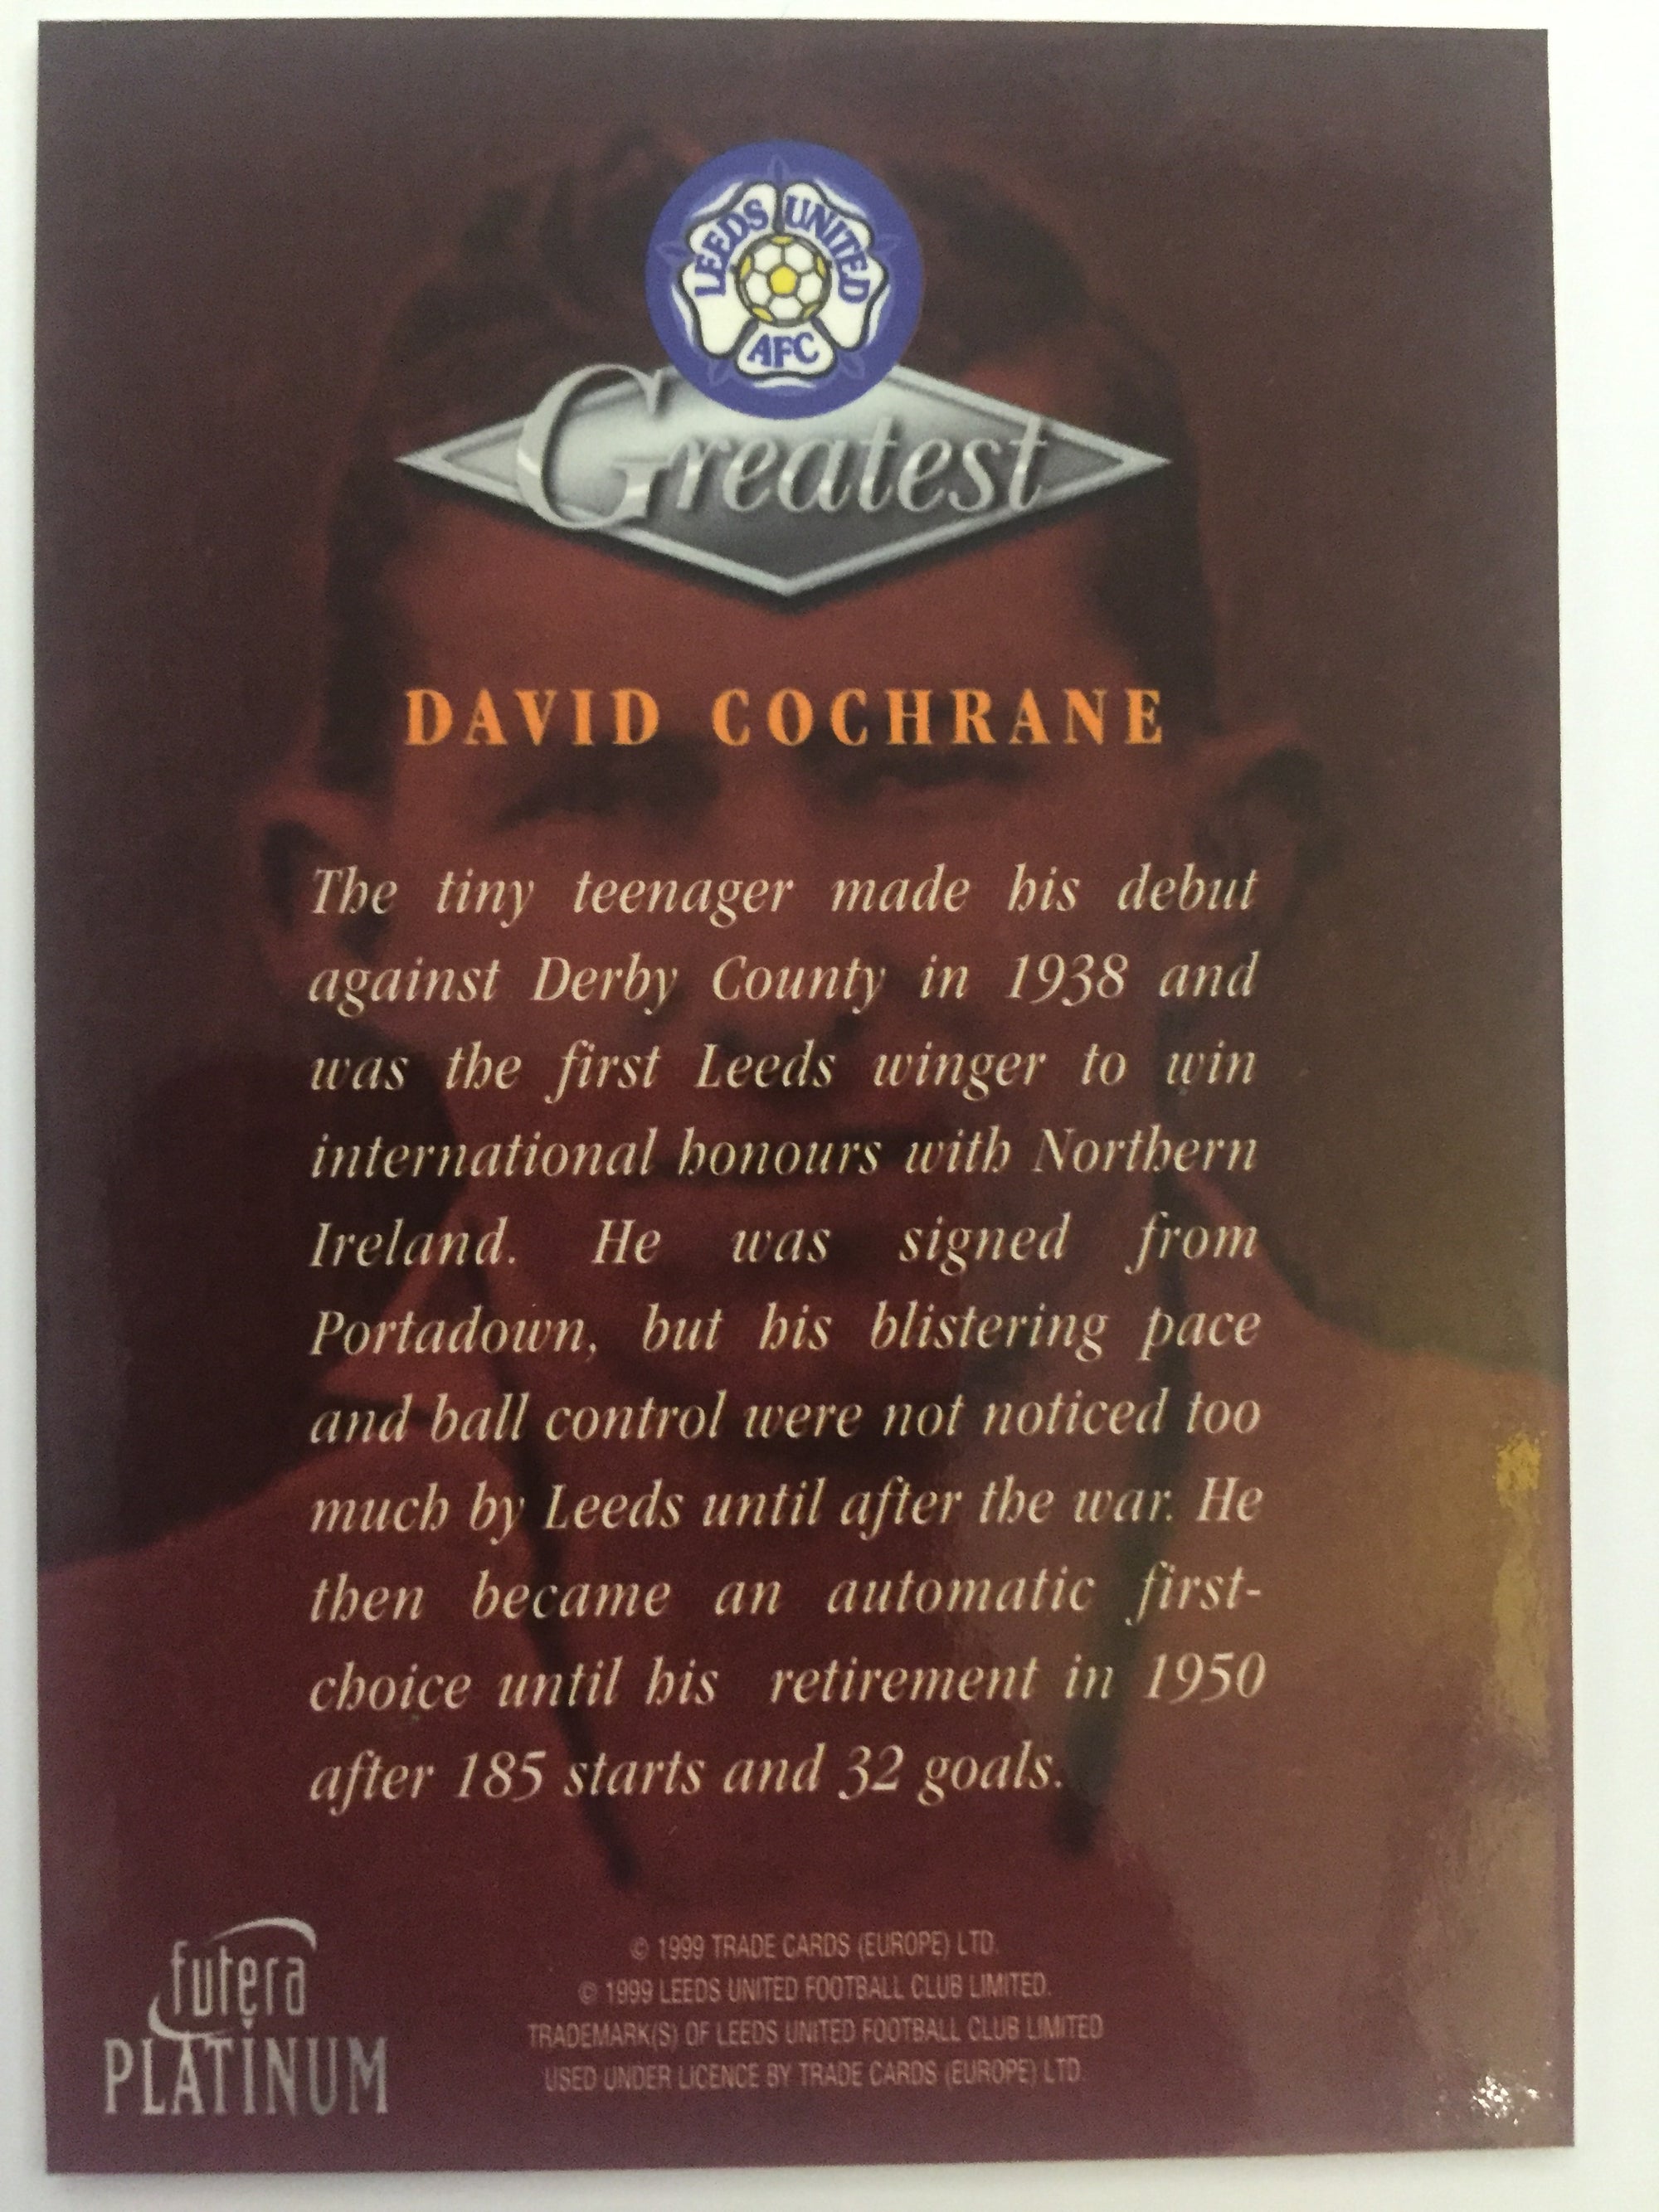 LEEDS UNITED
AFC
Greatest
DAVID COCHRANE
The tiny teenager made his debut
against Derby County in 1938 and
was the first Leeds winger to win
international honours with Northern
Ireland. He was signed from
Portadown, but his blistering pace
and ball control were not noticed too
much by Leeds until after the war. He
then became an automatic first-
choice until his retirement in 1950
after 185 starts and 32 goals.
futera
PLATINUM
© 1999 TRADE CARDS (EUROPE) LTD.
© 1999 LEEDS UNITED FOOTBALL CLUB LIMITED.
TRADEMARK(S) OF LEEDS UNITED FOOTBALL CLUB LIMITED
USED UNDER LICENCE BY TRADE CARDS (EUROPE) LTD.